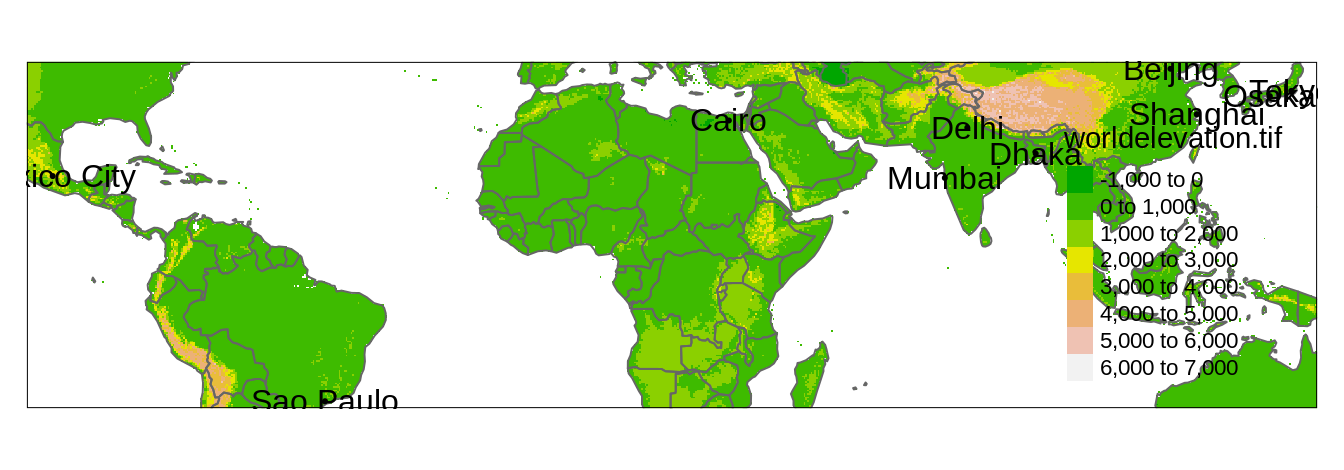 Beijing
Tokyo
Osaka
Shanghai
Cairo
Delhi
worldelevation.tif
Dhaka
xico City
Mumbai
-1,000 to 0
0 to 1,000
1,000 to 2,000
2,000 to 3,000
3,000 to 4,000
4,000 to 5,000
5,000 to 6,000
6,000 to 7,000
Sao Paulo